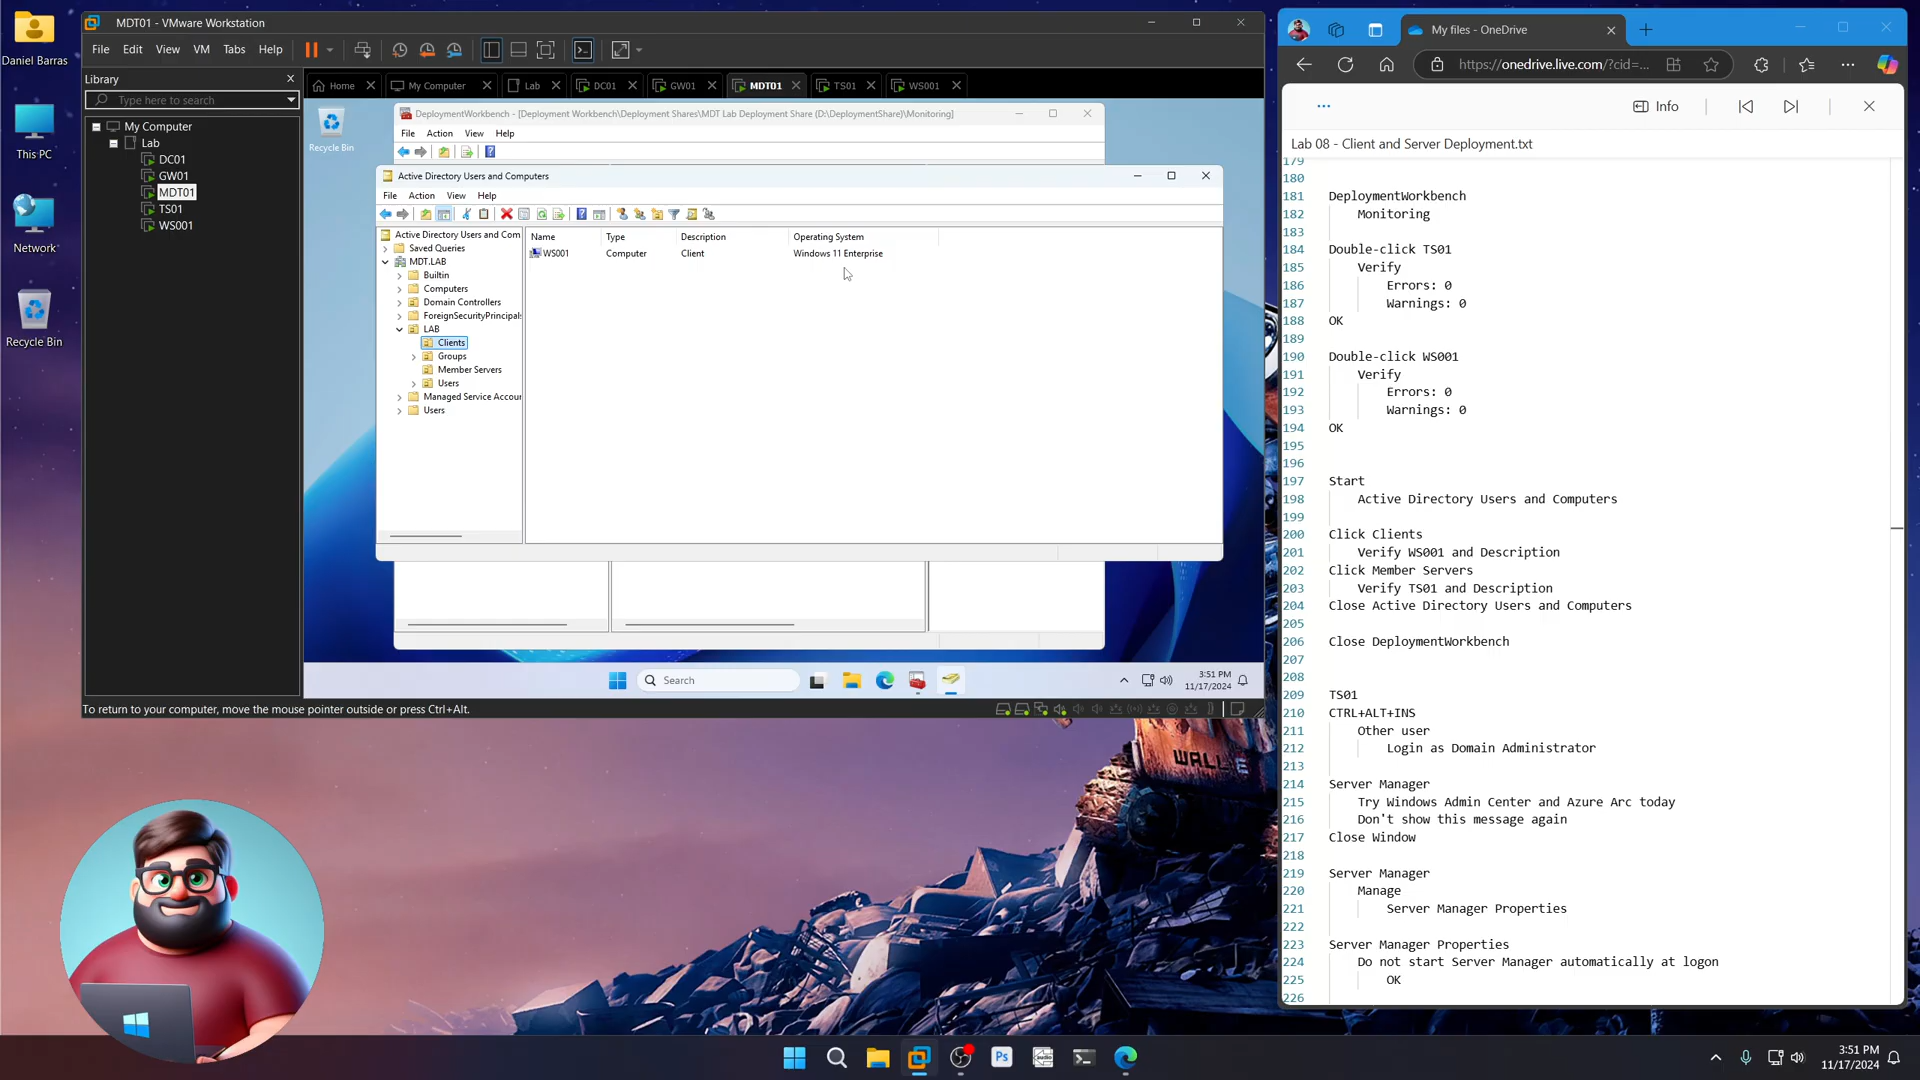 Daniel Barras
This PC
Network
Recycle Bin
MDT01 - VMware Workstation
File Edit View VM Tabs Help
Library
Type here to search
My Computer
Lab
DC01
GW01
MDT01
TS01
WS001
Home
My Computer
Lab
DC01
GW01
MDT01
TS01
WS001
Recycle Bin
DeploymentWorkbench - [Deployment Workbench\Deployment Shares\MDT Lab Deployment Share (D:\DeploymentShare)\Monitoring]
File Action View Help
Active Directory Users and Computers
File Action View Help
Active Directory Users and Com
Saved Queries
MDT.LAB
Builtin
Computers
Domain Controllers
ForeignSecurityPrincipals
LAB
Clients
Groups
Member Servers
Users
Managed Service Accour
Users
Name Type Description Operating System
WS001 Computer Client Windows 11 Enterprise
Search
3:51 PM
11/17/2024
To return to your computer, move the mouse pointer outside or press Ctrl+Alt.
WALL
My files - OneDrive
https://onedrive.live.com/?cid=...
Info
Lab 08 - Client and Server Deployment.txt
179
180
181 DeploymentWorkbench
182 Monitoring
183
184 Double-click TS01
185 Verify
186 Errors: 0
187 Warnings: 0
188 OK
189
190 Double-click WS001
191 Verify
192 Errors: 0
193 Warnings: 0
194 OK
195
196
197 Start
198 Active Directory Users and Computers
199
200 Click Clients
201 Verify WS001 and Description
202 Click Member Servers
203 Verify TS01 and Description
204 Close Active Directory Users and Computers
205
206 Close DeploymentWorkbench
207
208
209 TS01
210 CTRL+ALT+INS
211 Other user
212 Login as Domain Administrator
213
214 Server Manager
215 Try Windows Admin Center and Azure Arc today
216 Don't show this message again
217 Close Window
218
219 Server Manager
220 Manage
221 Server Manager Properties
222
223 Server Manager Properties
224 Do not start Server Manager automatically at logon
225 OK
226
Ps
audio
3:51 PM
11/17/2024